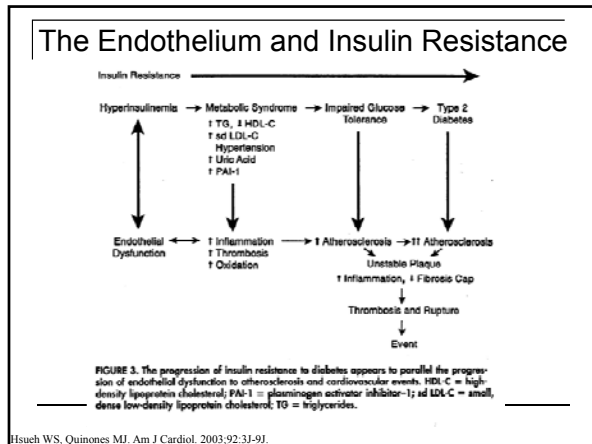 The Endothelium and Insulin Resistance
Insulin Resistance
Hyperinsulinemia → Metabolic Syndrome → Impaired Glucose Tolerance → Type 2 Diabetes
↑ TG, ↓ HDL-C
↑ sd LDL-C
Hypertension
↑ Uric Acid
↑ PAI-1
Endothelial Dysfunction ↔ ↑ Inflammation → ↑ Atherosclerosis → ↑↑ Atherosclerosis
↑ Thrombosis
↑ Oxidation
Unstable Plaque
↑ Inflammation, ↓ Fibrosis Cap
Thrombosis and Rupture
Event
FIGURE 3. The progression of insulin resistance to diabetes appears to parallel the progres-
sion of endothelial dysfunction to atherosclerosis and cardiovascular events. HDL-C = high-
density lipoprotein cholesterol; PAI-1 = plasminogen activator inhibitor–1; sd LDL-C = small,
dense low-density lipoprotein cholesterol; TG = triglycerides.
Hsueh WS, Quinones MJ. Am J Cardiol. 2003;92:3J-9J.